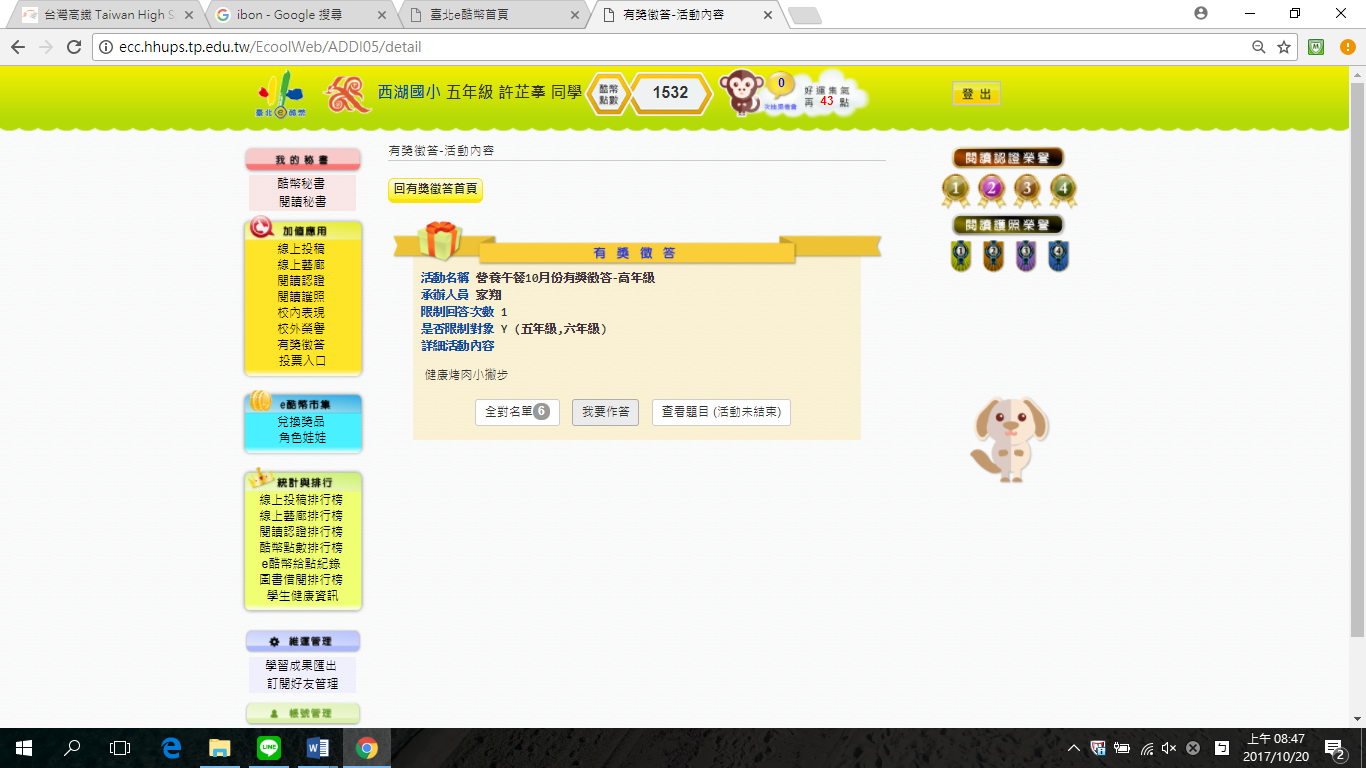 台灣高鐵 Taiwan High S
ibon - Google 搜尋
臺北e酷幣首頁
有獎徵答-活動內容
ecc.hhups.tp.edu.tw/EcoolWeb/ADDI05/detail
臺北e酷幣
西湖國小 五年級 許芷搴 同學
酷幣點數
1532
0
好運集氣
再 43 點
登出
我的秘書
酷幣秘書
閱讀秘書
加值應用
線上投稿
線上藝廊
閱讀認證
閱讀護照
校內表現
校外榮譽
有獎徵答
投票入口
e酷幣市集
兌換獎品
角色娃娃
統計與排行
線上投稿排行榜
線上藝廊排行榜
閱讀認證排行榜
酷幣點數排行榜
e酷幣給點紀錄
圖書借閱排行榜
學生健康資訊
維運管理
學習成果匯出
訂閱好友管理
帳號管理
有獎徵答-活動內容
回有獎徵答首頁
有獎徵答
活動名稱 營養午餐10月份有獎徵答-高年級
承辦人員 家翔
限制回答次數 1
是否限制對象 Y (五年級,六年級)
詳細活動內容
健康烤肉小撇步
全對名單 6
我要作答
查看題目 (活動未結束)
閱讀認證榮譽
1 2 3 4
閱讀護照榮譽
1 2 3 4
上午 08:47
2017/10/20
2